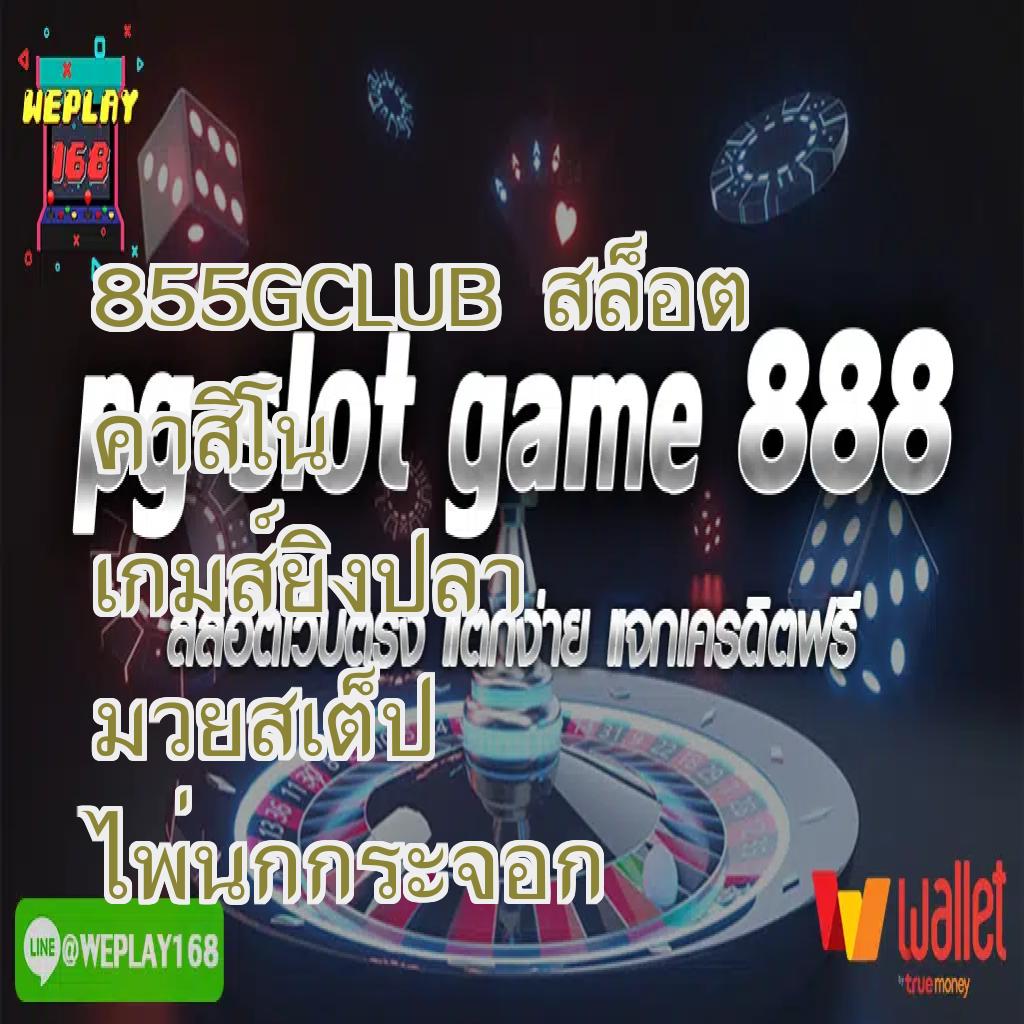 WEPLAY
168
855GCLUB สล็อต
pg slot game 888
คาสิโน
เกมส์ยิงปลา
สล็อตเว็บตรง แตกง่าย แจกเครดิตฟรี
มวยสเต็ป
ไพ่นกกระจอก
LINE @WEPLAY168
wallet
by truemoney